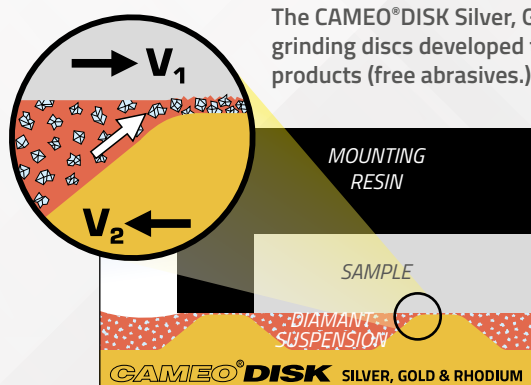 The CAMEO®DISK Silver, G
grinding discs developed
products (free abrasives.)
V1
V2
MOUNTING
RESIN
SAMPLE
DIAMANT
SUSPENSION
CAMEO®DISK SILVER, GOLD & RHODIUM